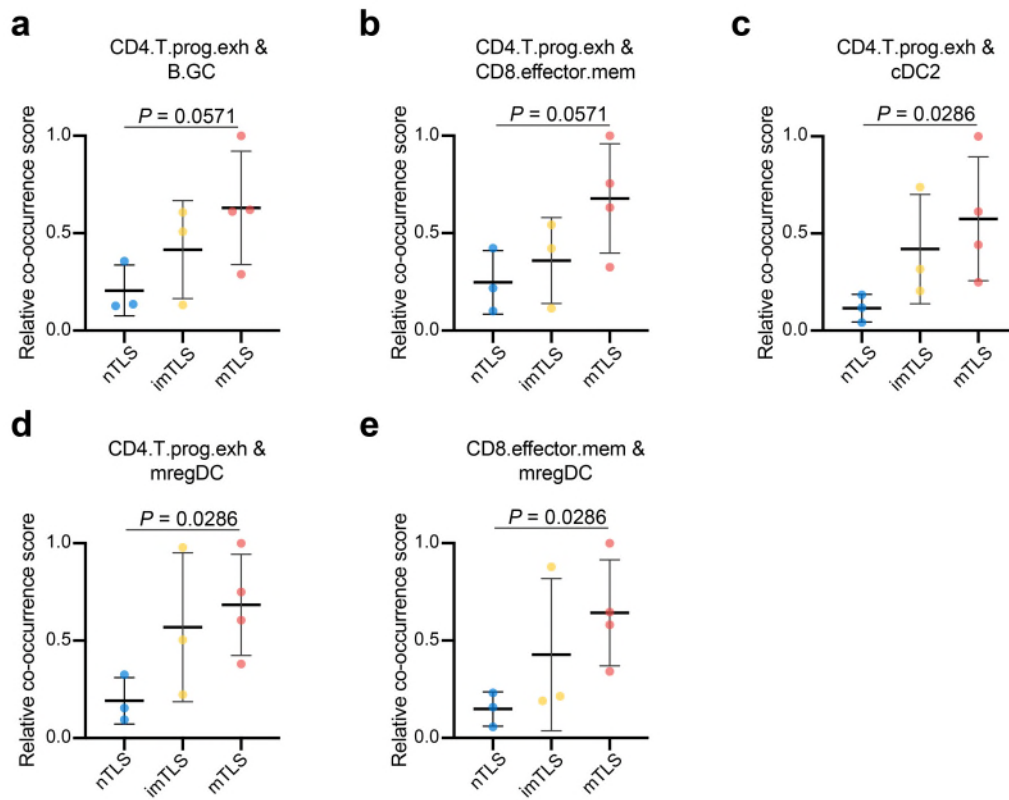 a
CD4.T.prog.exh &
B.GC
P = 0.0571
Relative co-occurrence score
1.0
0.5
0.0
nTLS
imTLS
mTLS
b
CD4.T.prog.exh &
CD8.effector.mem
P = 0.0571
Relative co-occurrence score
1.0
0.5
0.0
nTLS
imTLS
mTLS
c
CD4.T.prog.exh &
cDC2
P = 0.0286
Relative co-occurrence score
1.0
0.5
0.0
nTLS
imTLS
mTLS
d
CD4.T.prog.exh &
mregDC
P = 0.0286
Relative co-occurrence score
1.0
0.5
0.0
nTLS
imTLS
mTLS
e
CD8.effector.mem &
mregDC
P = 0.0286
Relative co-occurrence score
1.0
0.5
0.0
nTLS
imTLS
mTLS